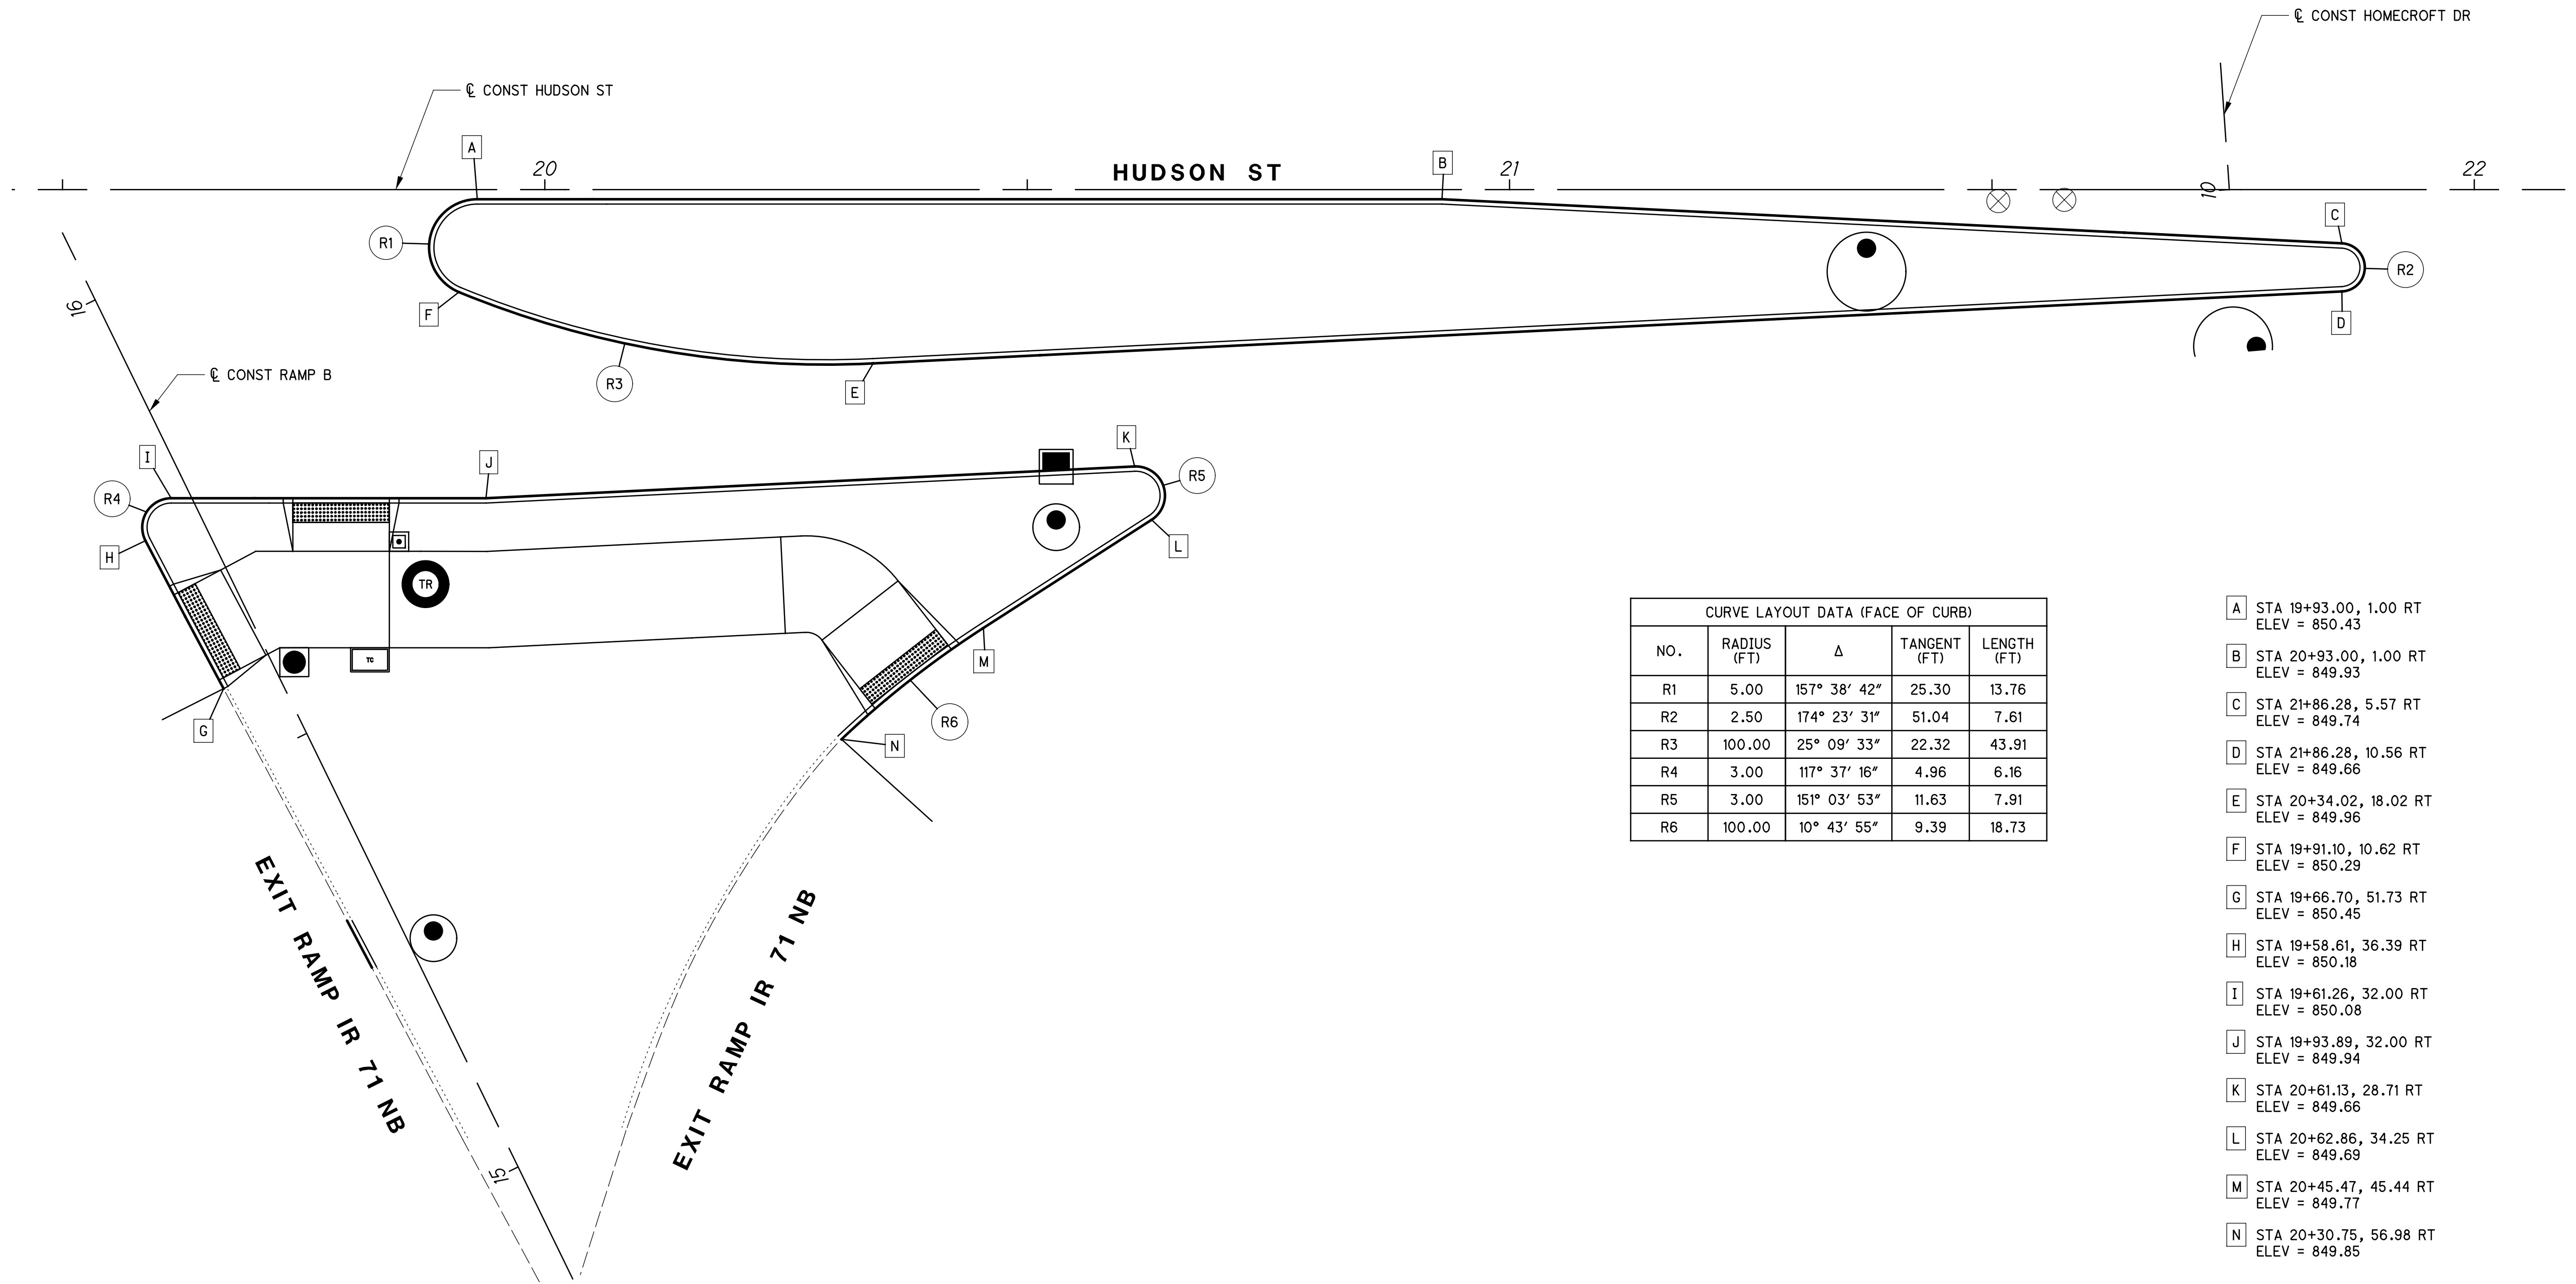 ℄ CONST HOMECROFT DR
℄ CONST HUDSON ST
A
20
HUDSON ST
B
21
22
10
C
R1
R2
F
D
16
R3
E
℄ CONST RAMP B
I
J
K
R4
R5
H
L
TR
TC
M
G
R6
N
EXIT RAMP IR 71 NB
EXIT RAMP IR 71 NB
15
CURVE LAYOUT DATA (FACE OF CURB)
NO. RADIUS (FT) Δ TANGENT (FT) LENGTH (FT)
R1 5.00 157° 38′ 42″ 25.30 13.76
R2 2.50 174° 23′ 31″ 51.04 7.61
R3 100.00 25° 09′ 33″ 22.32 43.91
R4 3.00 117° 37′ 16″ 4.96 6.16
R5 3.00 151° 03′ 53″ 11.63 7.91
R6 100.00 10° 43′ 55″ 9.39 18.73
A STA 19+93.00, 1.00 RT
ELEV = 850.43
B STA 20+93.00, 1.00 RT
ELEV = 849.93
C STA 21+86.28, 5.57 RT
ELEV = 849.74
D STA 21+86.28, 10.56 RT
ELEV = 849.66
E STA 20+34.02, 18.02 RT
ELEV = 849.96
F STA 19+91.10, 10.62 RT
ELEV = 850.29
G STA 19+66.70, 51.73 RT
ELEV = 850.45
H STA 19+58.61, 36.39 RT
ELEV = 850.18
I STA 19+61.26, 32.00 RT
ELEV = 850.08
J STA 19+93.89, 32.00 RT
ELEV = 849.94
K STA 20+61.13, 28.71 RT
ELEV = 849.66
L STA 20+62.86, 34.25 RT
ELEV = 849.69
M STA 20+45.47, 45.44 RT
ELEV = 849.77
N STA 20+30.75, 56.98 RT
ELEV = 849.85